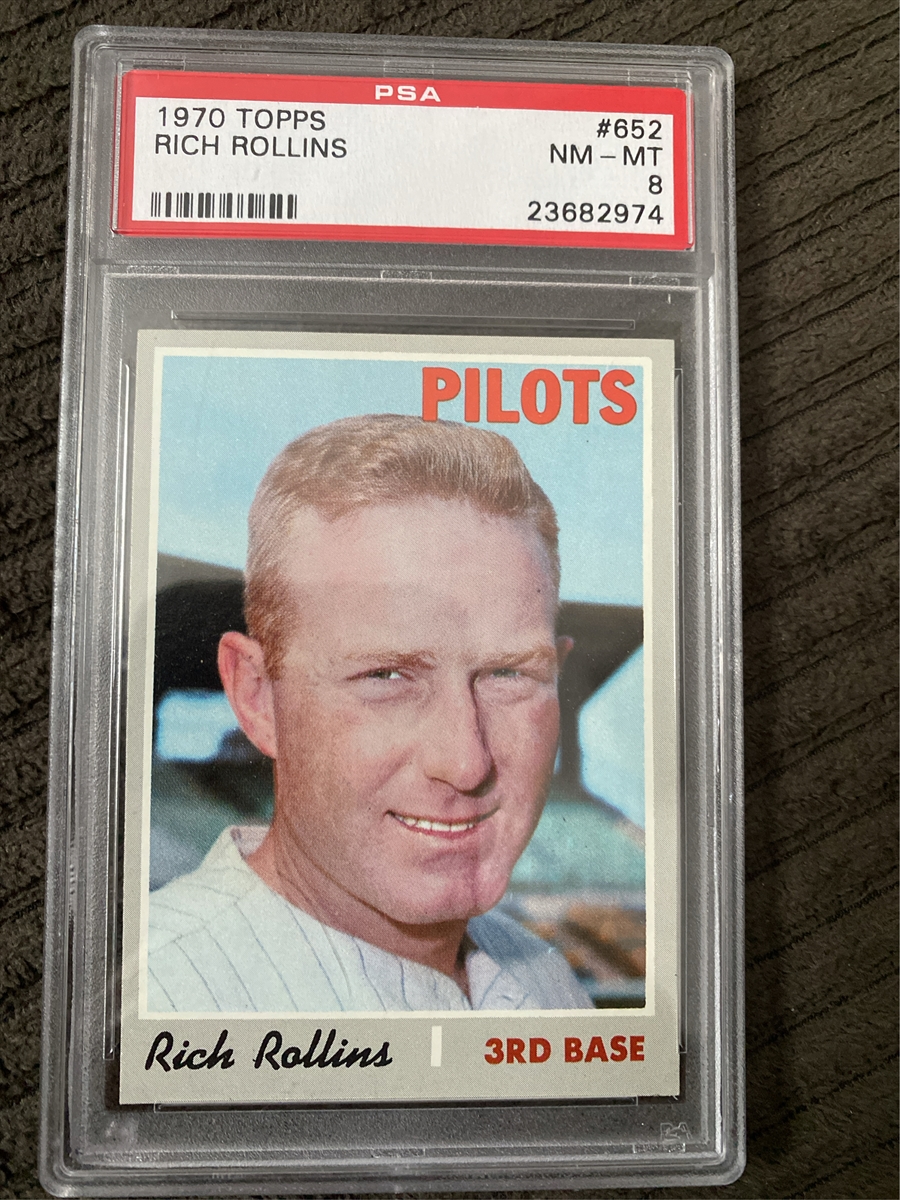 PSA
1970 TOPPS #652
RICH ROLLINS NM-MT
8
23682974
PILOTS
Rich Rollins 3RD BASE